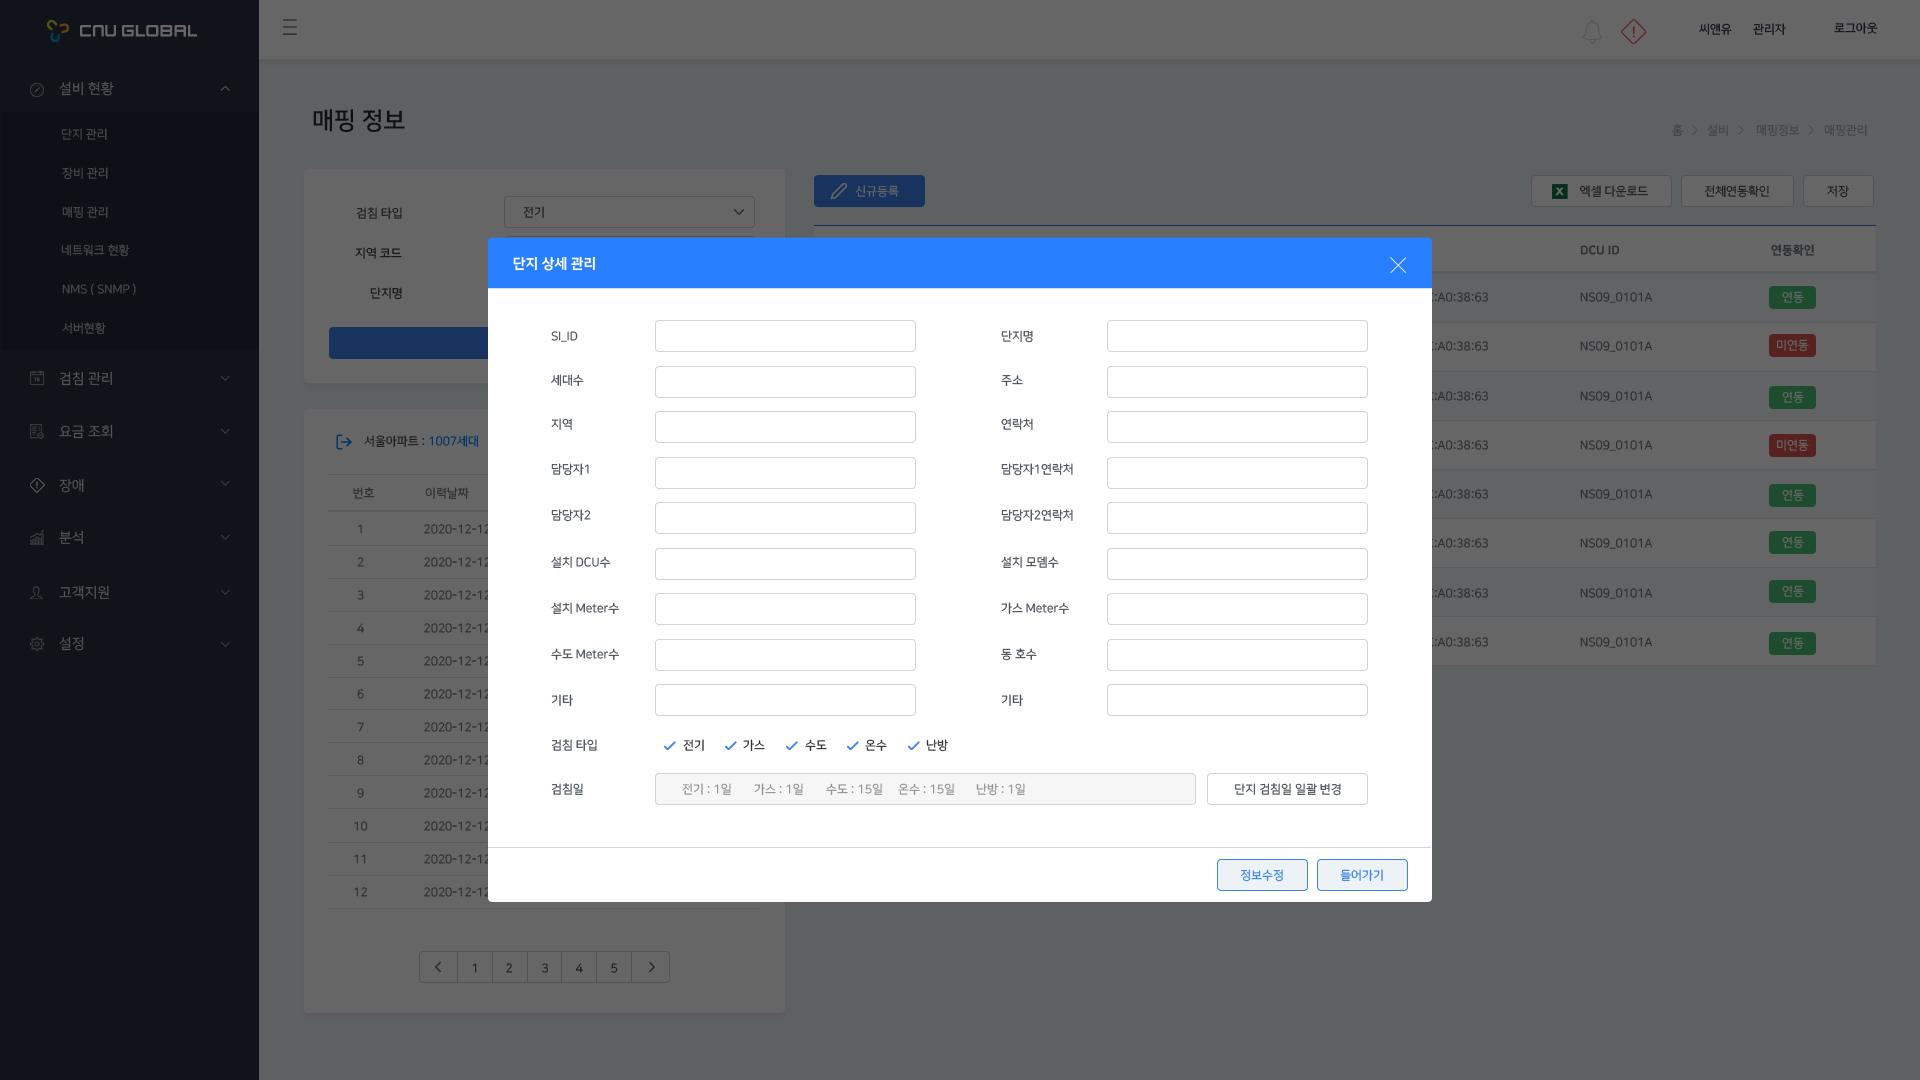 CNU GLOBAL
씨앤유 관리자 로그아웃
설비 현황
단지 관리
장비 관리
매핑 관리
네트워크 현황
NMS ( SNMP )
서버현황
검침 관리
요금 조회
장애
분석
고객지원
설정
매핑 정보
홈 > 설비 > 매핑정보 > 매핑관리
검침 타입 전기
지역 코드
단지명
신규등록
엑셀 다운로드 전체연동확인 저장
서울아파트 : 1007세대
번호 이력날짜
1 2020-12-12
2 2020-12-12
3 2020-12-12
4 2020-12-12
5 2020-12-12
6 2020-12-12
7 2020-12-12
8 2020-12-12
9 2020-12-12
10 2020-12-12
11 2020-12-12
12 2020-12-12
1 2 3 4 5
DCU ID 연동확인
:A0:38:63 NS09_0101A 연동
:A0:38:63 NS09_0101A 미연동
:A0:38:63 NS09_0101A 연동
:A0:38:63 NS09_0101A 미연동
:A0:38:63 NS09_0101A 연동
:A0:38:63 NS09_0101A 연동
:A0:38:63 NS09_0101A 연동
:A0:38:63 NS09_0101A 연동
단지 상세 관리
SI_ID 단지명
세대수 주소
지역 연락처
담당자1 담당자1연락처
담당자2 담당자2연락처
설치 DCU수 설치 모뎀수
설치 Meter수 가스 Meter수
수도 Meter수 동 호수
기타 기타
검침 타입 전기 가스 수도 온수 난방
검침일 전기 : 1일 가스 : 1일 수도 : 15일 온수 : 15일 난방 : 1일 단지 검침일 일괄 변경
정보수정 들어가기